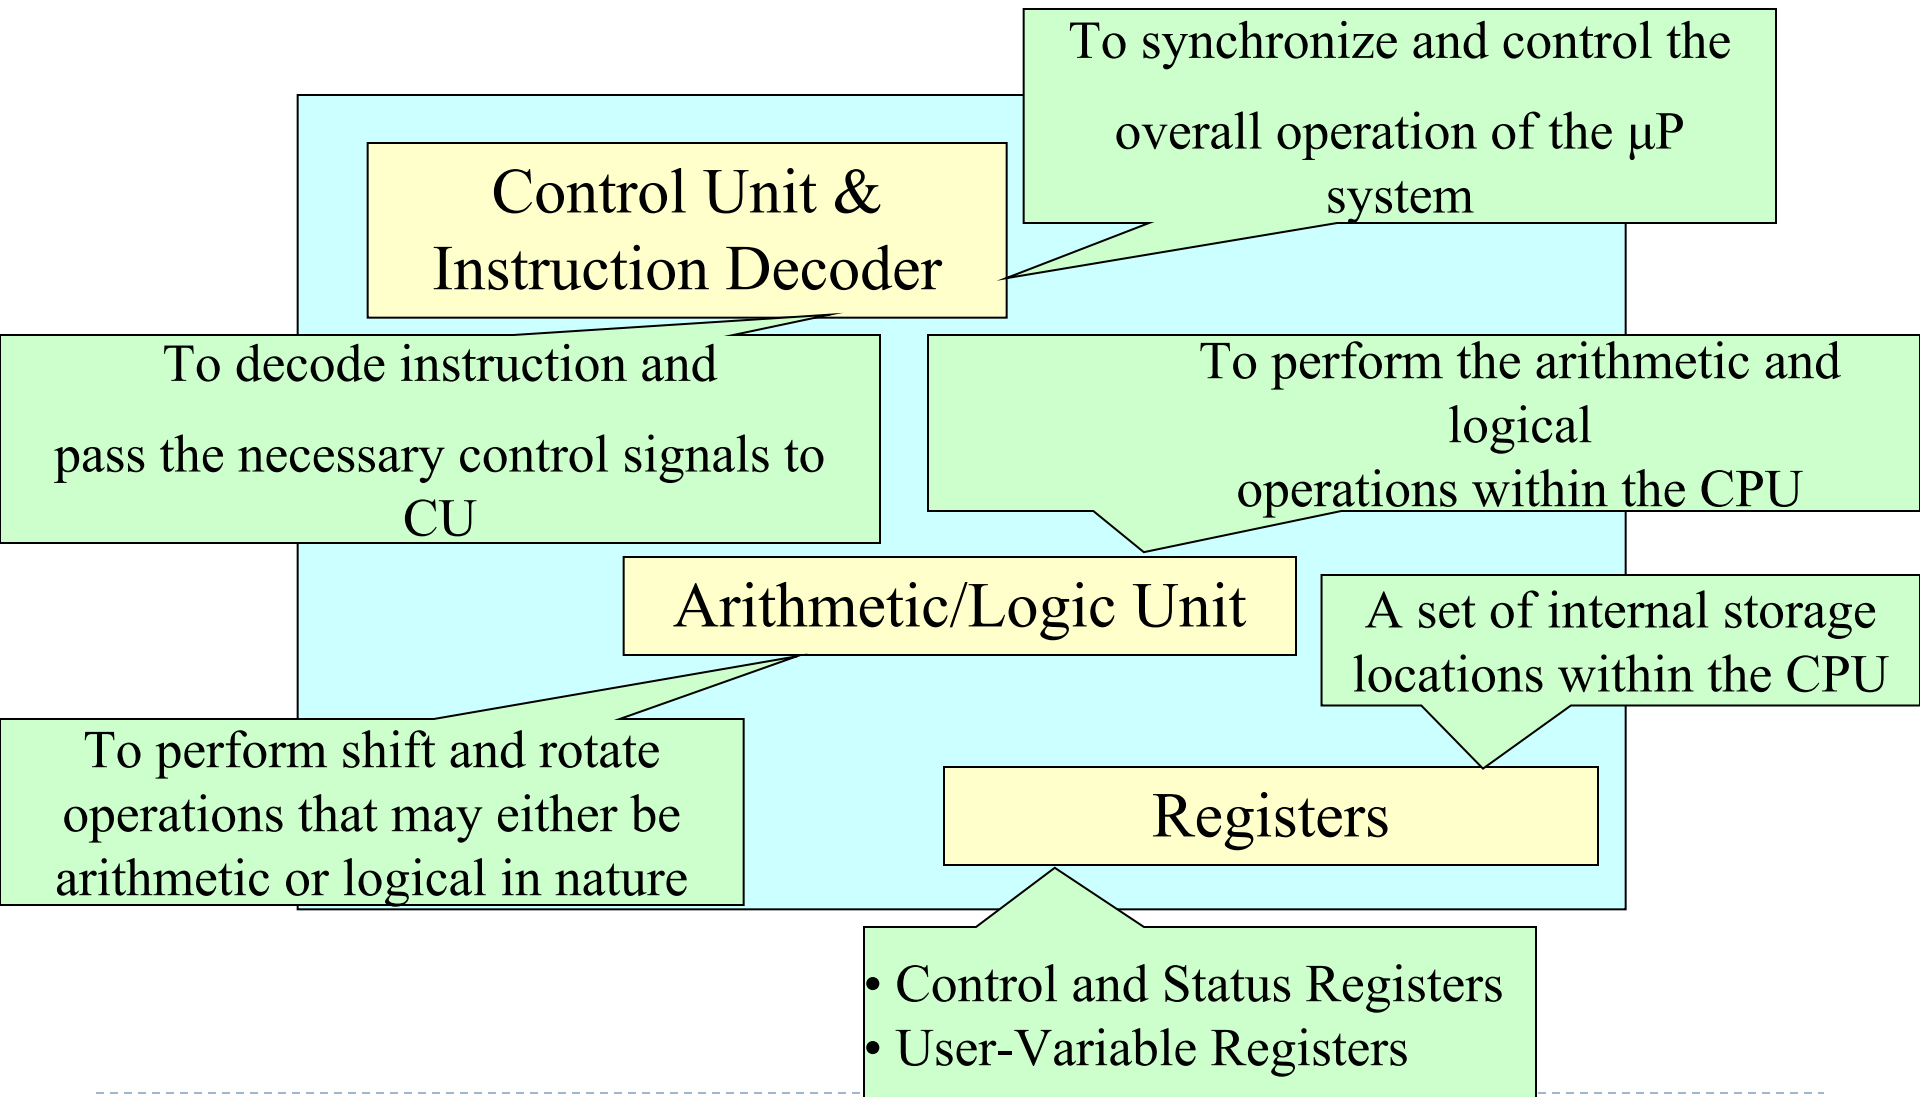 To synchronize and control the
overall operation of the μP
system
Control Unit &
Instruction Decoder
To decode instruction and
pass the necessary control signals to
CU
To perform the arithmetic and
logical
operations within the CPU
Arithmetic/Logic Unit
A set of internal storage
locations within the CPU
To perform shift and rotate
operations that may either be
arithmetic or logical in nature
Registers
• Control and Status Registers
• User-Variable Registers